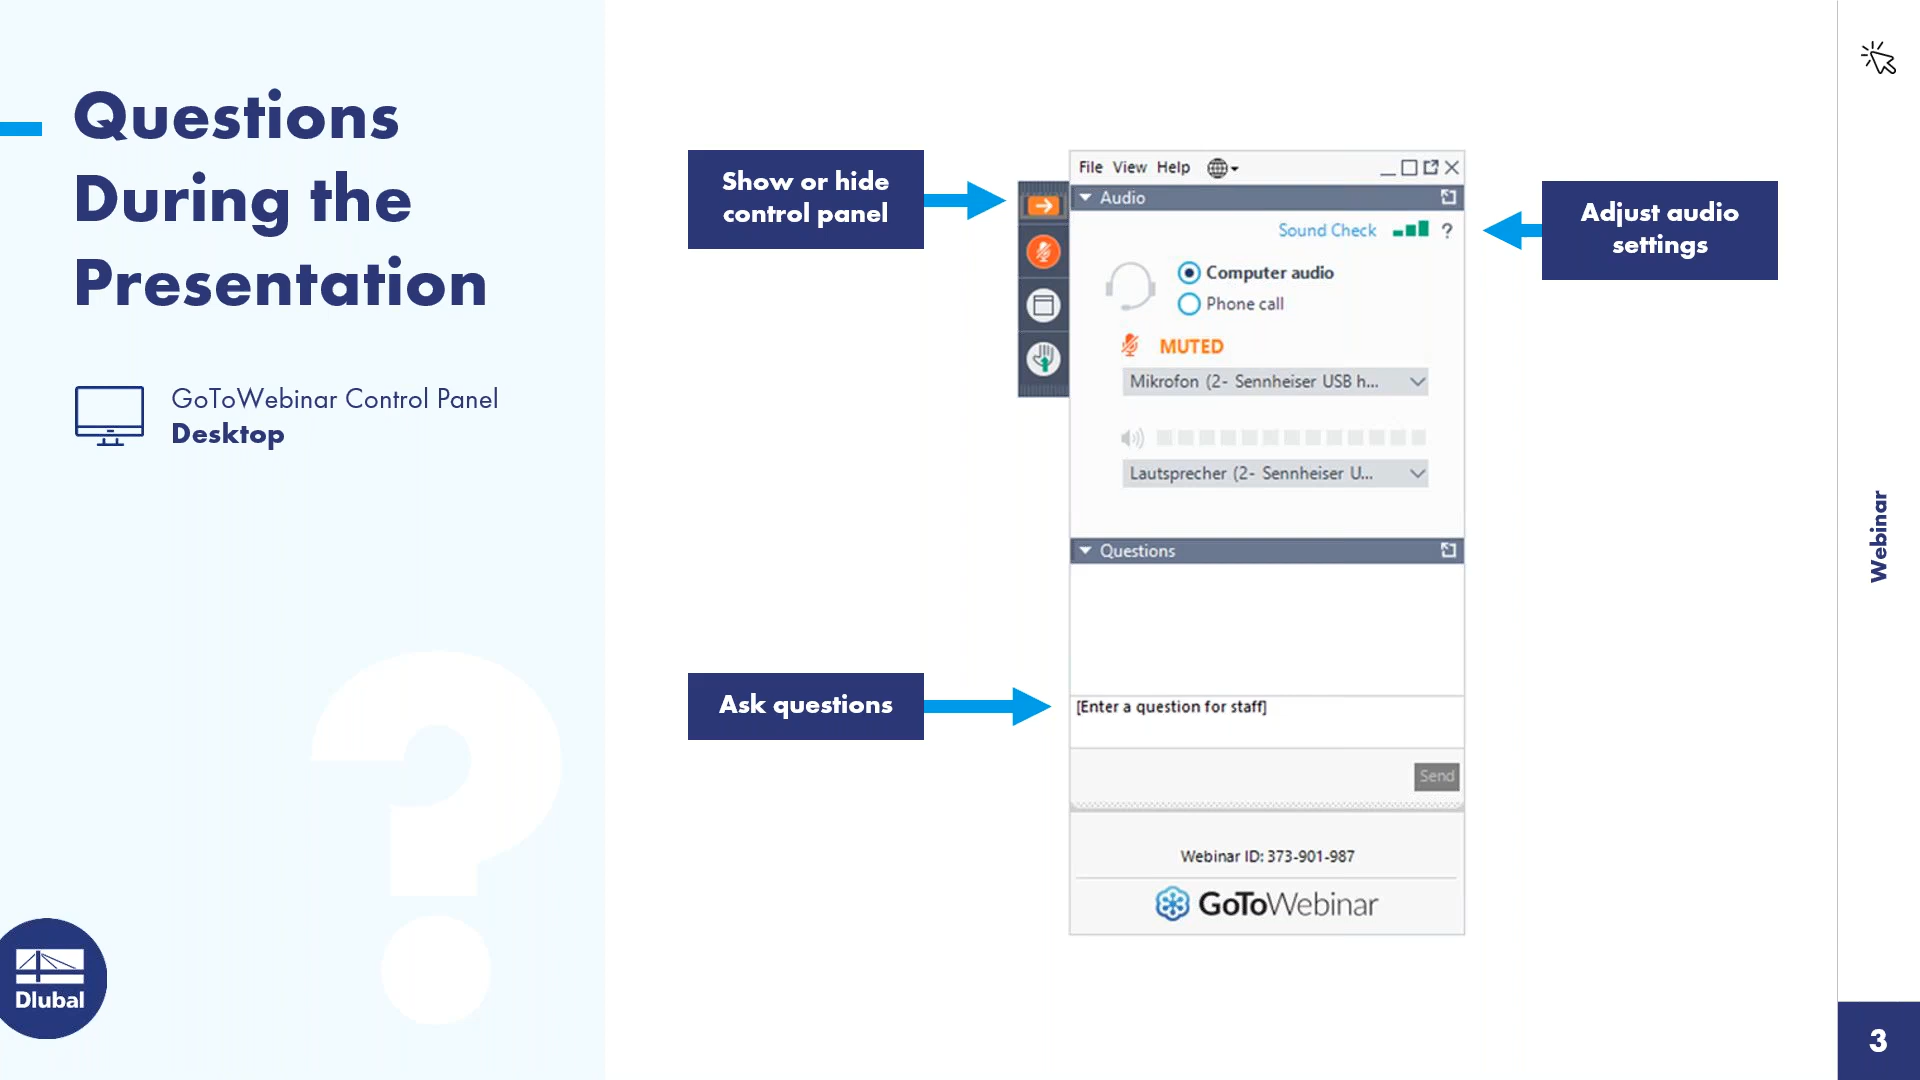 Questions
During the
Presentation
GoToWebinar Control Panel
Desktop
Dlubal
Show or hide
control panel
Ask questions
File View Help
Audio
Sound Check ?
Computer audio
Phone call
MUTED
Mikrofon (2- Sennheiser USB h...
Lautsprecher (2- Sennheiser U...
Questions
[Enter a question for staff]
Send
Webinar ID: 373-901-987
GoToWebinar
Adjust audio
settings
Webinar
3